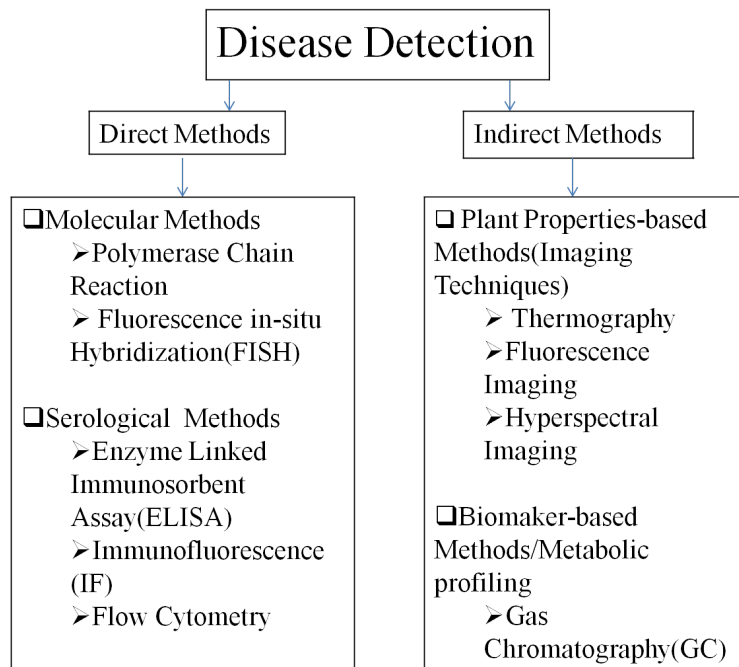 Disease Detection
Direct Methods
Indirect Methods
❑Molecular Methods
➢Polymerase Chain
Reaction
➢ Fluorescence in-situ
Hybridization(FISH)
❑Serological Methods
➢Enzyme Linked
Immunosorbent
Assay(ELISA)
➢Immunofluorescence
(IF)
➢Flow Cytometry
❑ Plant Properties-based
Methods(Imaging
Techniques)
➢ Thermography
➢Fluorescence
Imaging
➢Hyperspectral
Imaging
❑Biomaker-based
Methods/Metabolic
profiling
➢Gas
Chromatography(GC)